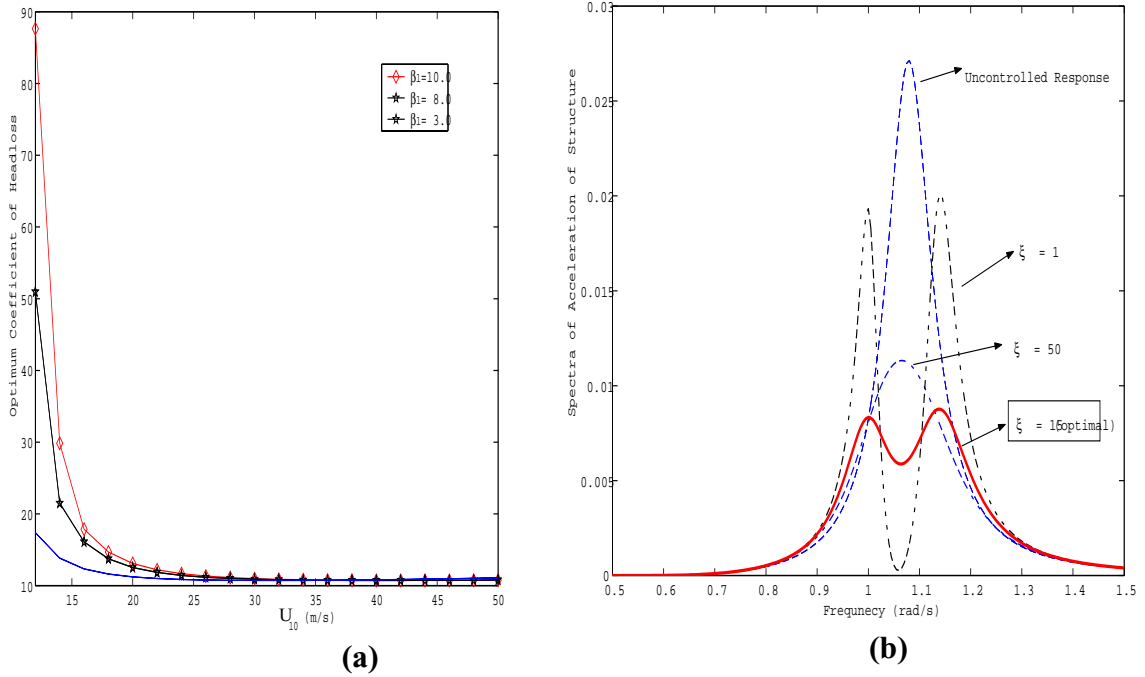 Optimum Coefficient of Headloss
90
80
70
60
50
40
30
20
10
15
20
25
30
35
40
45
50
U10 (m/s)
β1=10.0
β1= 8.0
β1= 3.0
(a)
Spectra of Acceleration of Structure
0.03
0.025
0.02
0.015
0.01
0.005
0
0.5
0.6
0.7
0.8
0.9
1
1.1
1.2
1.3
1.4
1.5
Frequnecy (rad/s)
Uncontrolled Response
ξ = 1
ξ = 50
ξ = 15 (optimal)
(b)